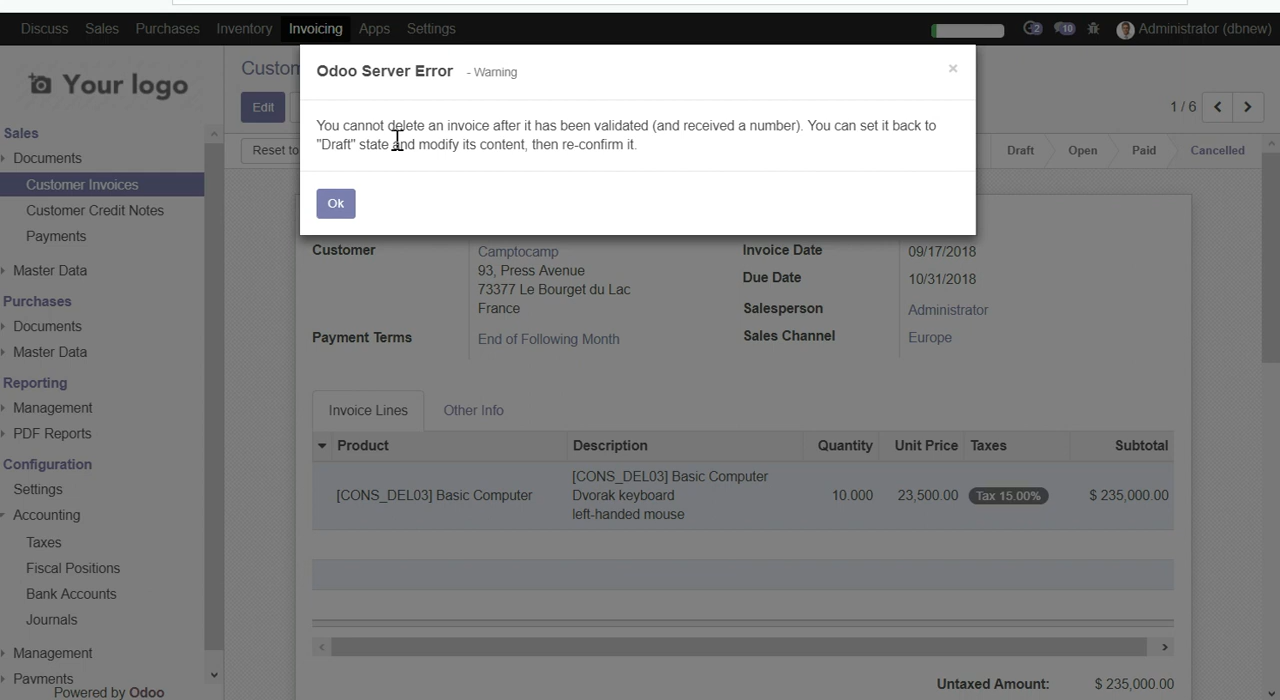 Discuss Sales Purchases Inventory Invoicing Apps Settings 2 10 Administrator (dbnew)
Your logo
Sales
Documents
Customer Invoices
Customer Credit Notes
Payments
Master Data
Purchases
Documents
Master Data
Reporting
Management
PDF Reports
Configuration
Settings
Accounting
Taxes
Fiscal Positions
Bank Accounts
Journals
Management
Payments
Powered by Odoo
Custom
Edit
1 / 6
Reset to
Draft Open Paid Cancelled
Odoo Server Error - Warning ×
You cannot delete an invoice after it has been validated (and received a number). You can set it back to
"Draft" state and modify its content, then re-confirm it.
Ok
Customer Camptocamp
93, Press Avenue
73377 Le Bourget du Lac
France
Payment Terms End of Following Month
Invoice Date 09/17/2018
Due Date 10/31/2018
Salesperson Administrator
Sales Channel Europe
Invoice Lines Other Info
Product Description Quantity Unit Price Taxes Subtotal
[CONS_DEL03] Basic Computer
[CONS_DEL03] Basic Computer
Dvorak keyboard
left-handed mouse
10.000 23,500.00 Tax 15.00% $ 235,000.00
Untaxed Amount: $ 235,000.00